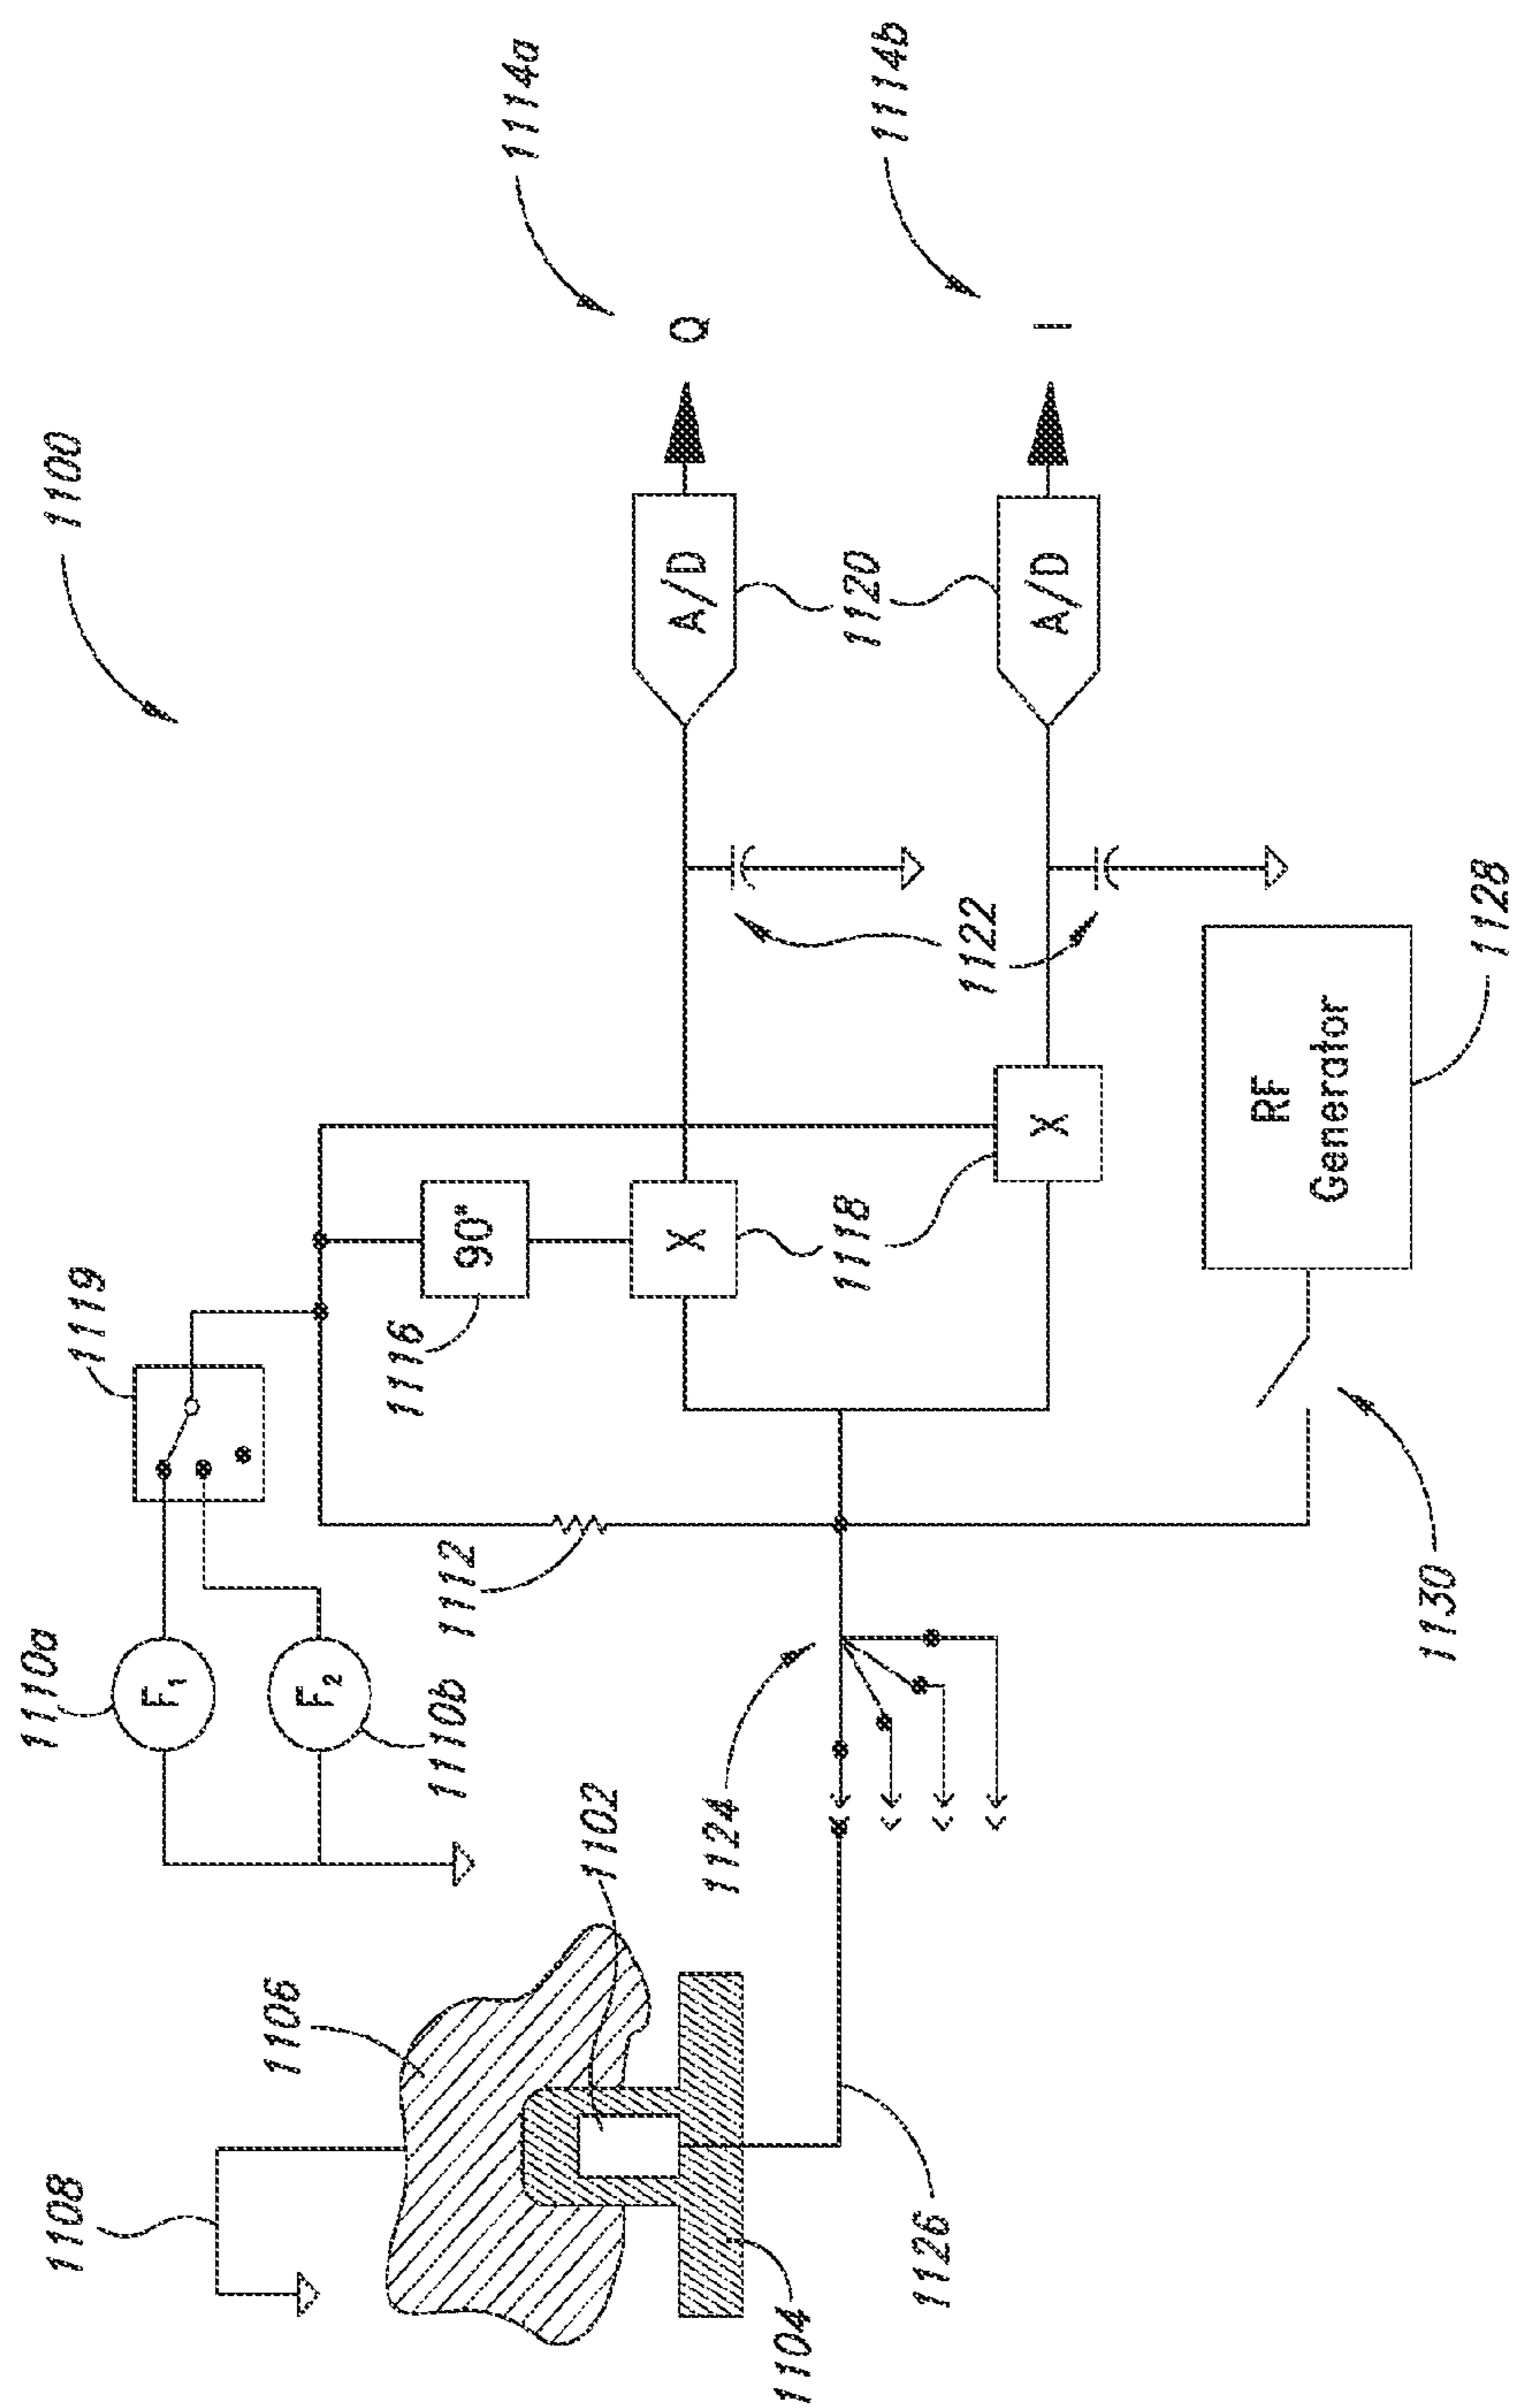 1100
1108
1106
1110a
F₁
1119
F₂
1110b
1102
1112
1116
90°
X
1118
X
1104
1126
1124
1130
RF
Generator
1128
1122
A/D
1120
A/D
Q
1114a
I
1114b